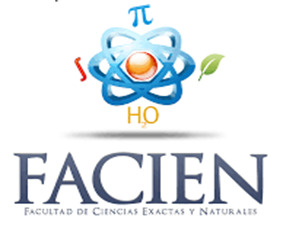 π
∫
H₂O
FACIEN
FACULTAD DE CIENCIAS EXACTAS Y NATURALES